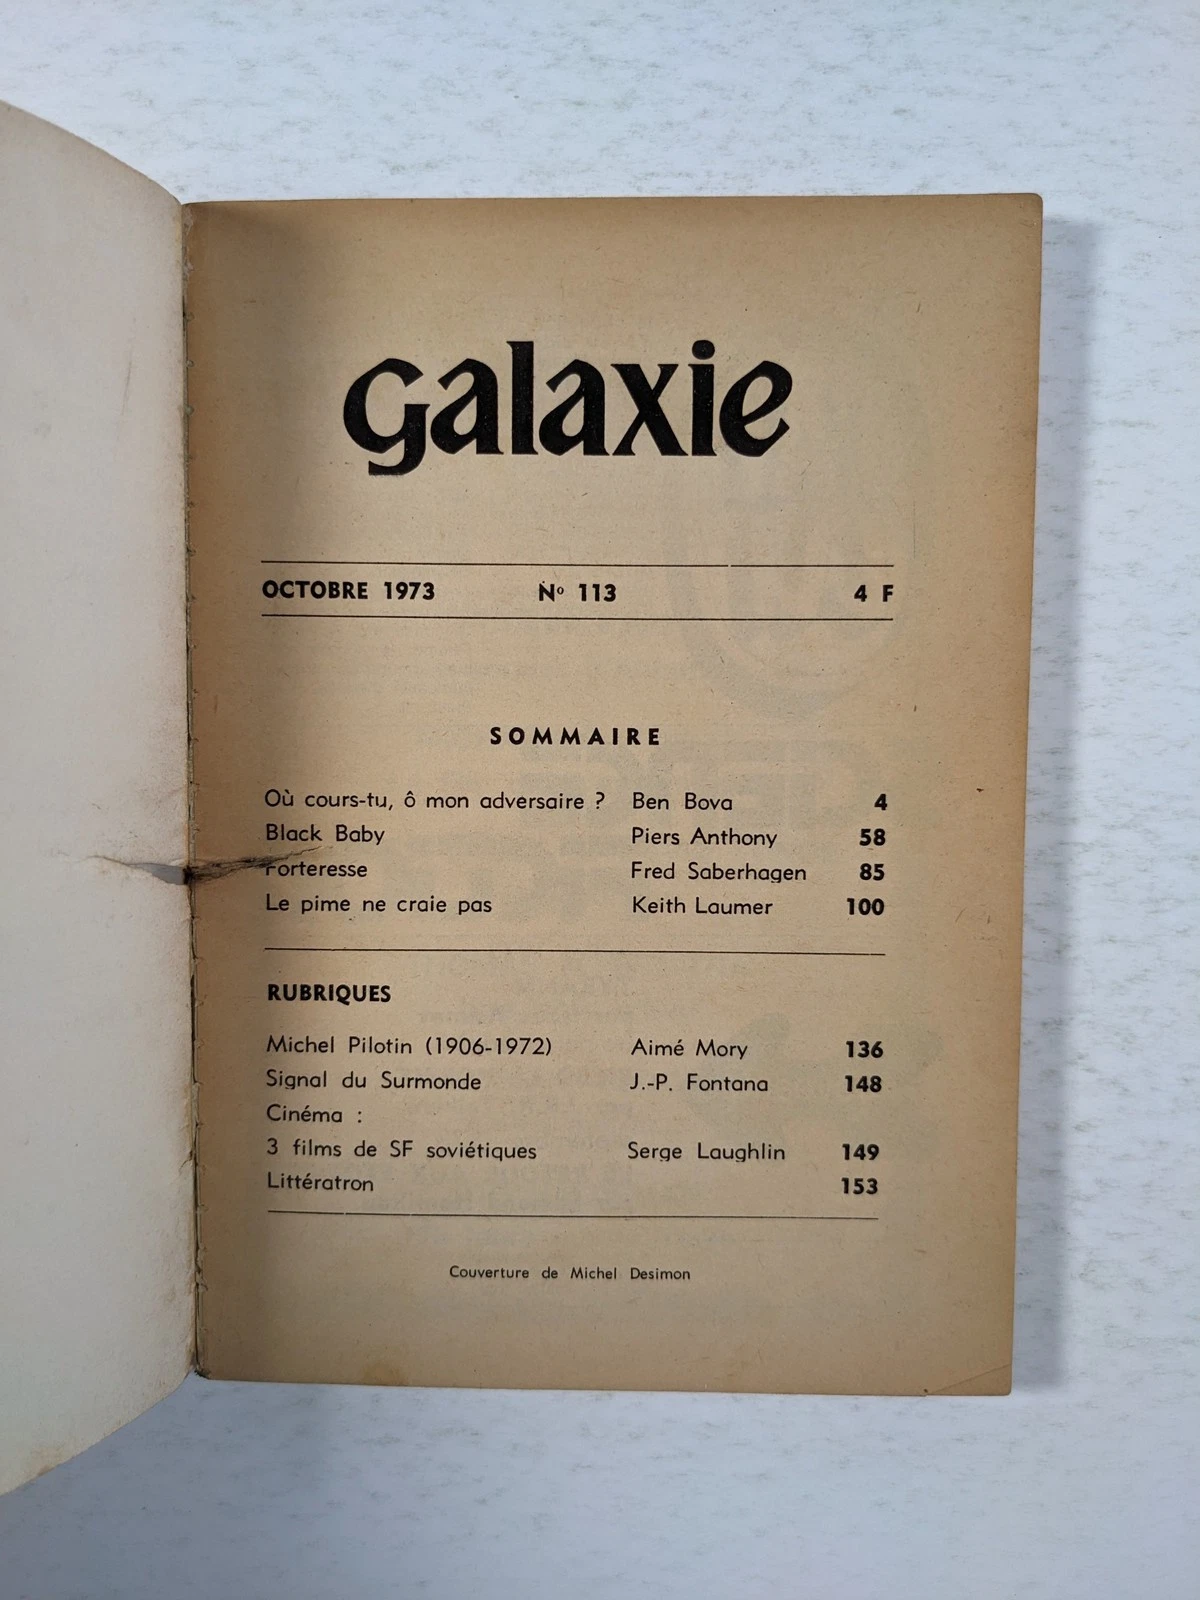 Galaxie
OCTOBRE 1973 Nº 113 4 F
SOMMAIRE
Où cours-tu, ô mon adversaire ? Ben Bova 4
Black Baby Piers Anthony 58
Forteresse Fred Saberhagen 85
Le pime ne craie pas Keith Laumer 100
RUBRIQUES
Michel Pilotin (1906-1972) Aimé Mory 136
Signal du Surmonde J.-P. Fontana 148
Cinéma :
3 films de SF soviétiques Serge Laughlin 149
Littératron 153
Couverture de Michel Desimon